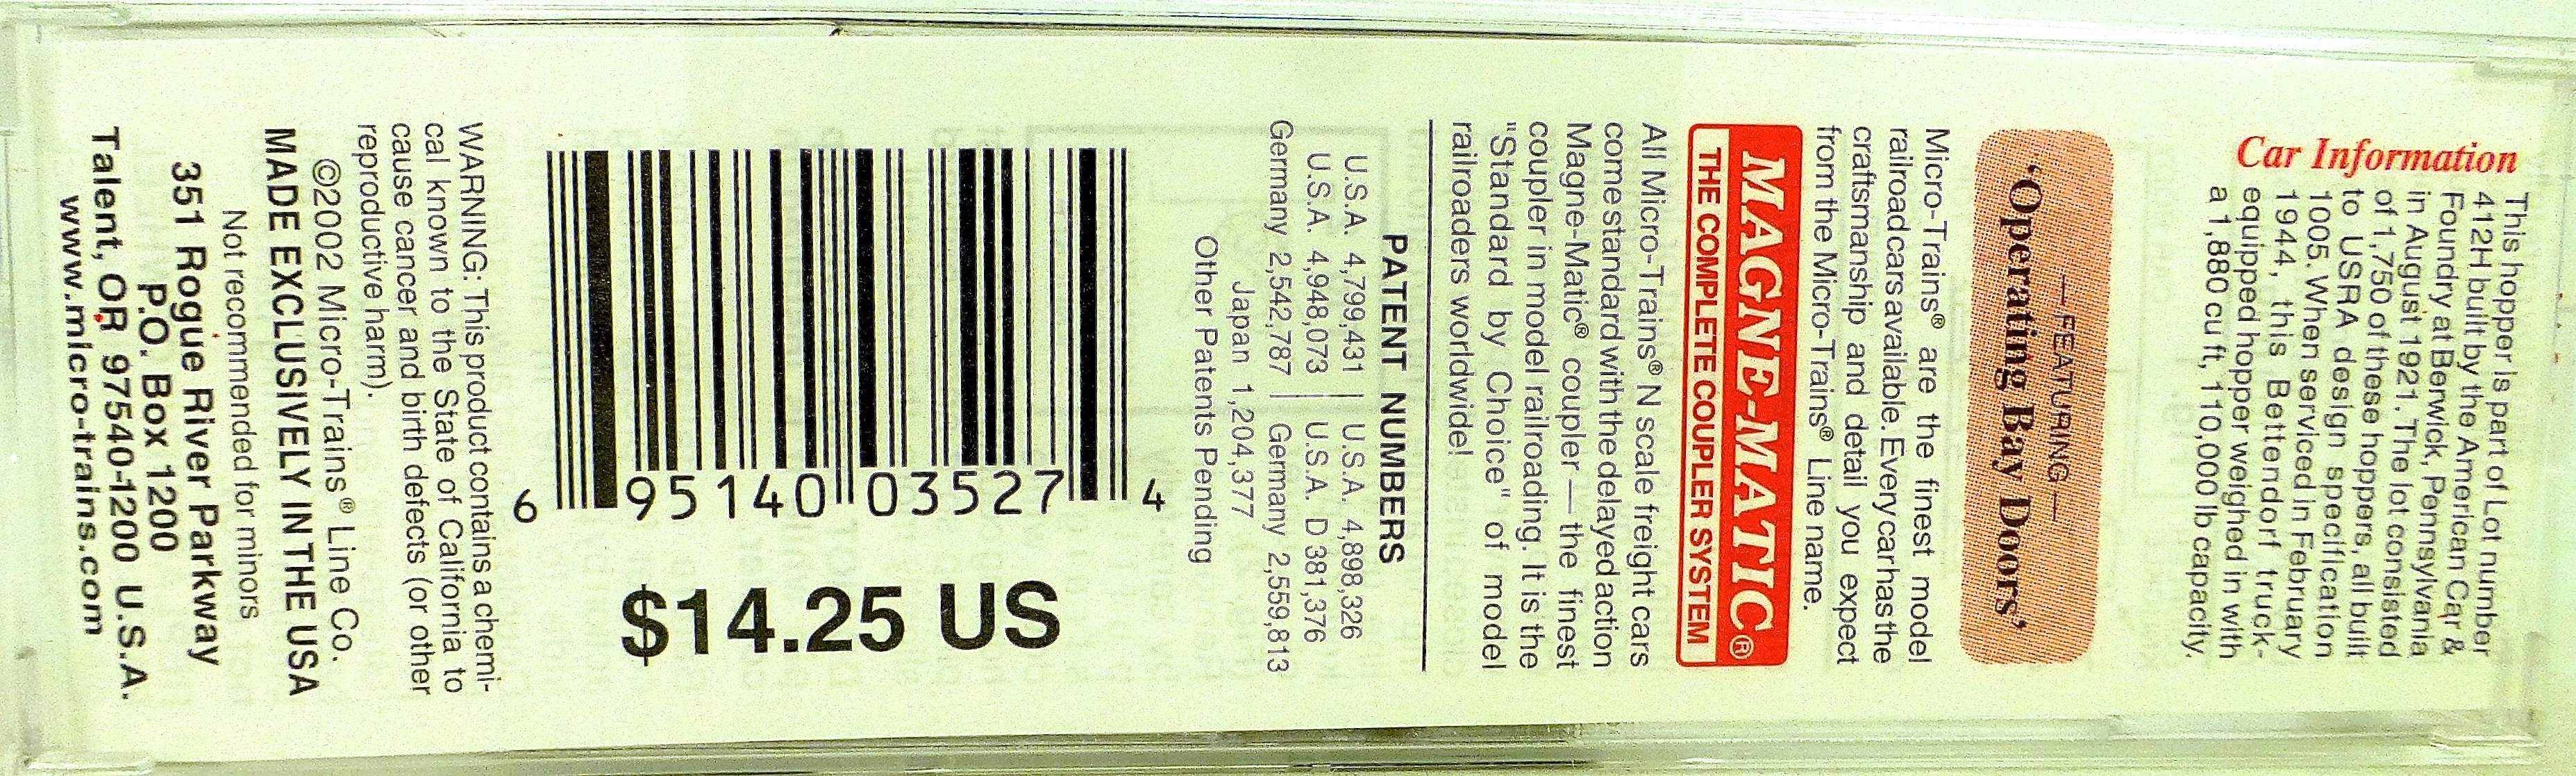 Car Information
This hopper is part of Lot number
412H built by the American Car &
Foundry at Berwick, Pennsylvania
in August 1921. The lot consisted
of 1,750 of these hoppers, all built
to USRA design specification
1005. When serviced in February
1944, this Bettendorf truck-
equipped hopper weighed in with
a 1,880 cu ft, 110,000 lb capacity.
— FEATURING —
‘Operating Bay Doors’
Micro-Trains® are the finest model
railroad cars available. Every car has the
craftsmanship and detail you expect
from the Micro-Trains® Line name.
MAGNE-MATIC®
THE COMPLETE COUPLER SYSTEM
All Micro-Trains® N scale freight cars
come standard with the delayed action
Magne-Matic® coupler — the finest
coupler in model railroading. It is the
"Standard by Choice" of model
railroaders worldwide!
PATENT NUMBERS
U.S.A. 4,799,431 | U.S.A. 4,898,326
U.S.A. 4,948,073 | U.S.A. D 381,376
Germany 2,542,787 | Germany 2,559,813
Japan 1,204,377
Other Patents Pending
6 95140 03527 4
$14.25 US
WARNING: This product contains a chemi-
cal known to the State of California to
cause cancer and birth defects (or other
reproductive harm).
©2002 Micro-Trains® Line Co.
MADE EXCLUSIVELY IN THE USA
Not recommended for minors
351 Rogue River Parkway
P.O. Box 1200
Talent, OR 97540-1200 U.S.A.
www.micro-trains.com